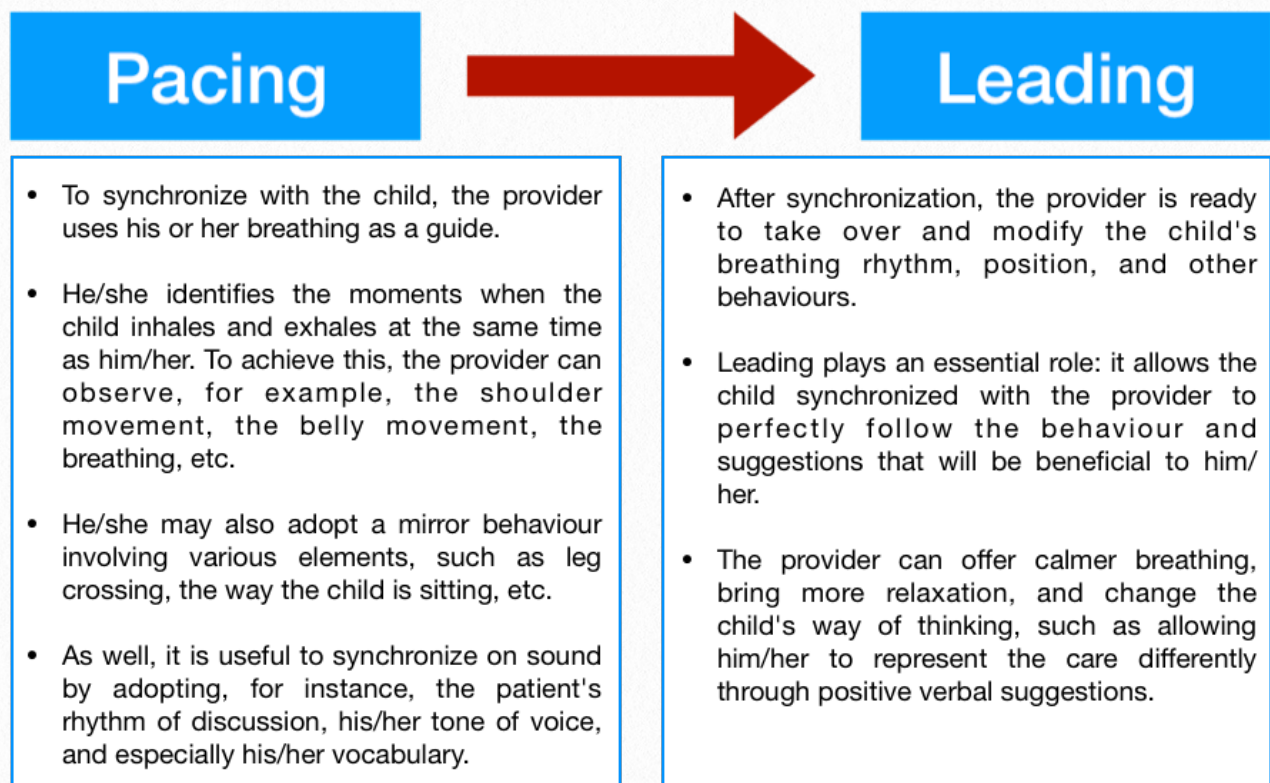 Pacing
Leading
• To synchronize with the child, the provider
uses his or her breathing as a guide.
• He/she identifies the moments when the
child inhales and exhales at the same time
as him/her. To achieve this, the provider can
observe, for example, the shoulder
movement, the belly movement, the
breathing, etc.
• He/she may also adopt a mirror behaviour
involving various elements, such as leg
crossing, the way the child is sitting, etc.
• As well, it is useful to synchronize on sound
by adopting, for instance, the patient's
rhythm of discussion, his/her tone of voice,
and especially his/her vocabulary.
• After synchronization, the provider is ready
to take over and modify the child's
breathing rhythm, position, and other
behaviours.
• Leading plays an essential role: it allows the
child synchronized with the provider to
perfectly follow the behaviour and
suggestions that will be beneficial to him/
her.
• The provider can offer calmer breathing,
bring more relaxation, and change the
child's way of thinking, such as allowing
him/her to represent the care differently
through positive verbal suggestions.